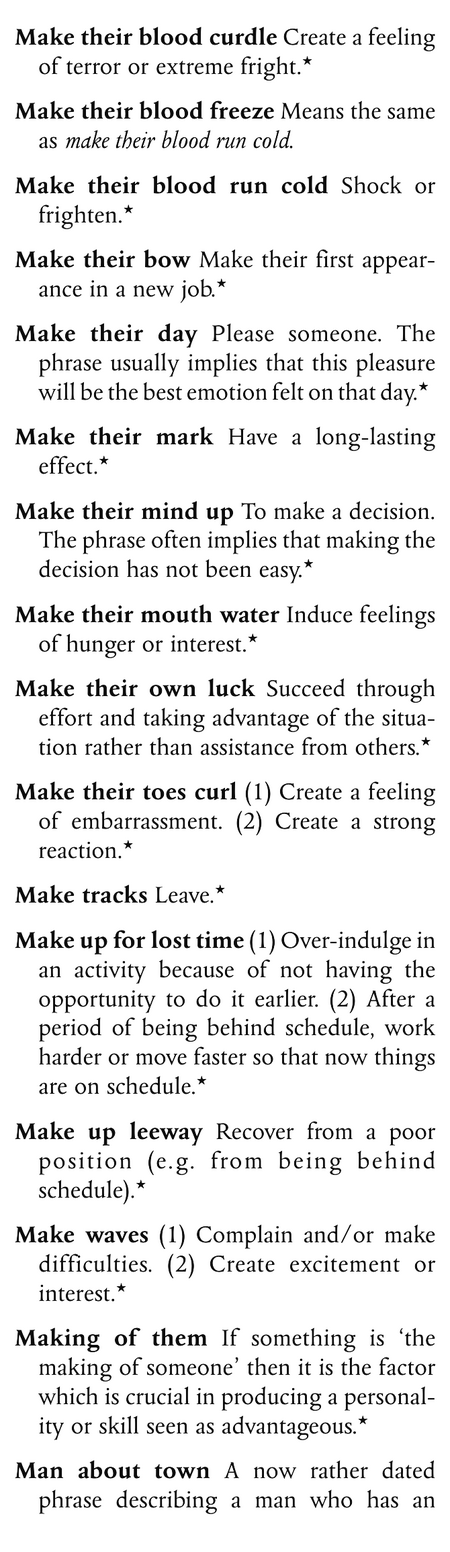 Make their blood curdle Create a feeling
of terror or extreme fright.★
Make their blood freeze Means the same
as make their blood run cold.
Make their blood run cold Shock or
frighten.★
Make their bow Make their first appear-
ance in a new job.★
Make their day Please someone. The
phrase usually implies that this pleasure
will be the best emotion felt on that day.★
Make their mark Have a long-lasting
effect.★
Make their mind up To make a decision.
The phrase often implies that making the
decision has not been easy.★
Make their mouth water Induce feelings
of hunger or interest.★
Make their own luck Succeed through
effort and taking advantage of the situa-
tion rather than assistance from others.★
Make their toes curl (1) Create a feeling
of embarrassment. (2) Create a strong
reaction.★
Make tracks Leave.★
Make up for lost time (1) Over-indulge in
an activity because of not having the
opportunity to do it earlier. (2) After a
period of being behind schedule, work
harder or move faster so that now things
are on schedule.★
Make up leeway Recover from a poor
position (e.g. from being behind
schedule).★
Make waves (1) Complain and/or make
difficulties. (2) Create excitement or
interest.★
Making of them If something is ‘the
making of someone’ then it is the factor
which is crucial in producing a personal-
ity or skill seen as advantageous.★
Man about town A now rather dated
phrase describing a man who has an